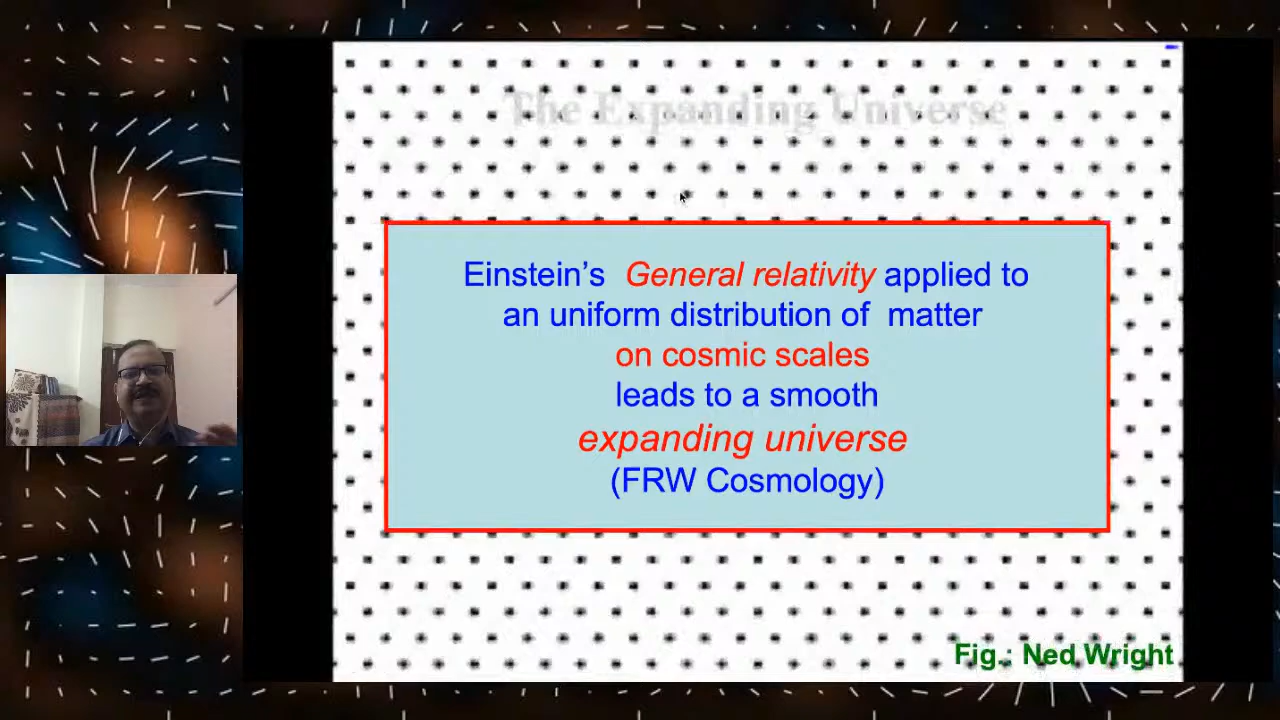 The Expanding Universe
Einstein’s General relativity applied to
an uniform distribution of matter
on cosmic scales
leads to a smooth
expanding universe
(FRW Cosmology)
Fig.: Ned Wright